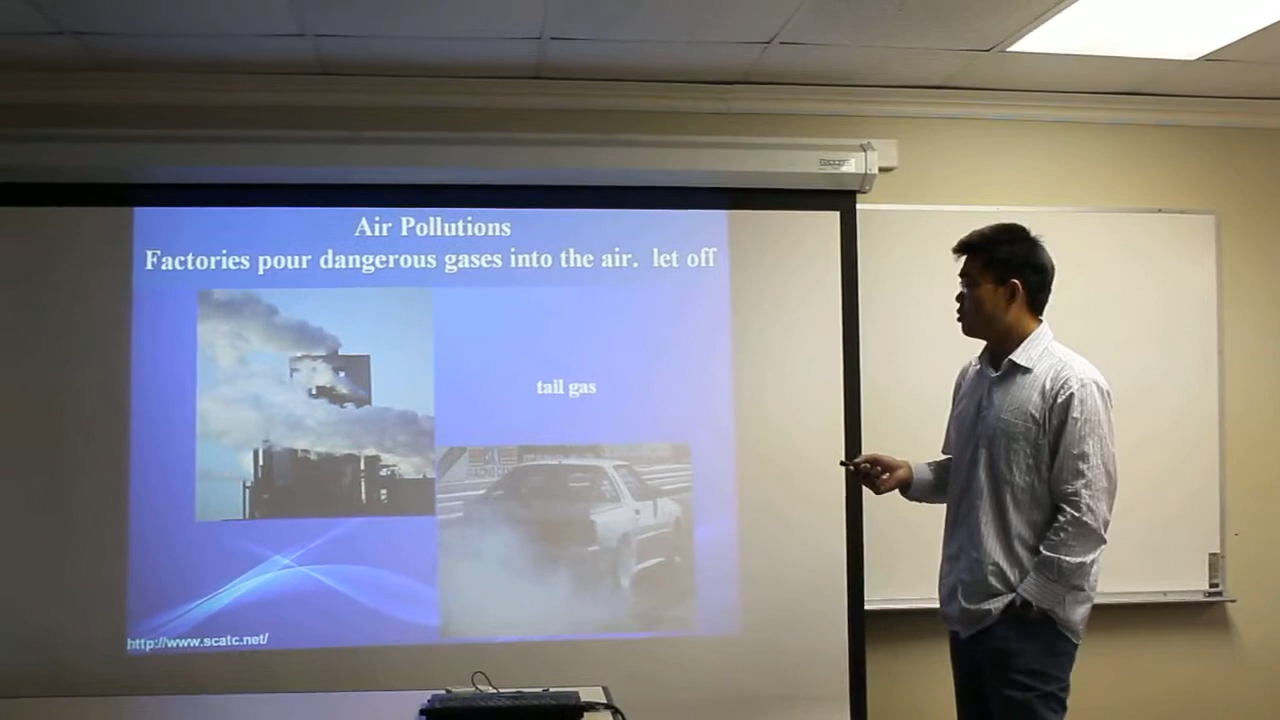 Air Pollutions
Factories pour dangerous gases into the air.  let off
tail gas
http://www.scatc.net/